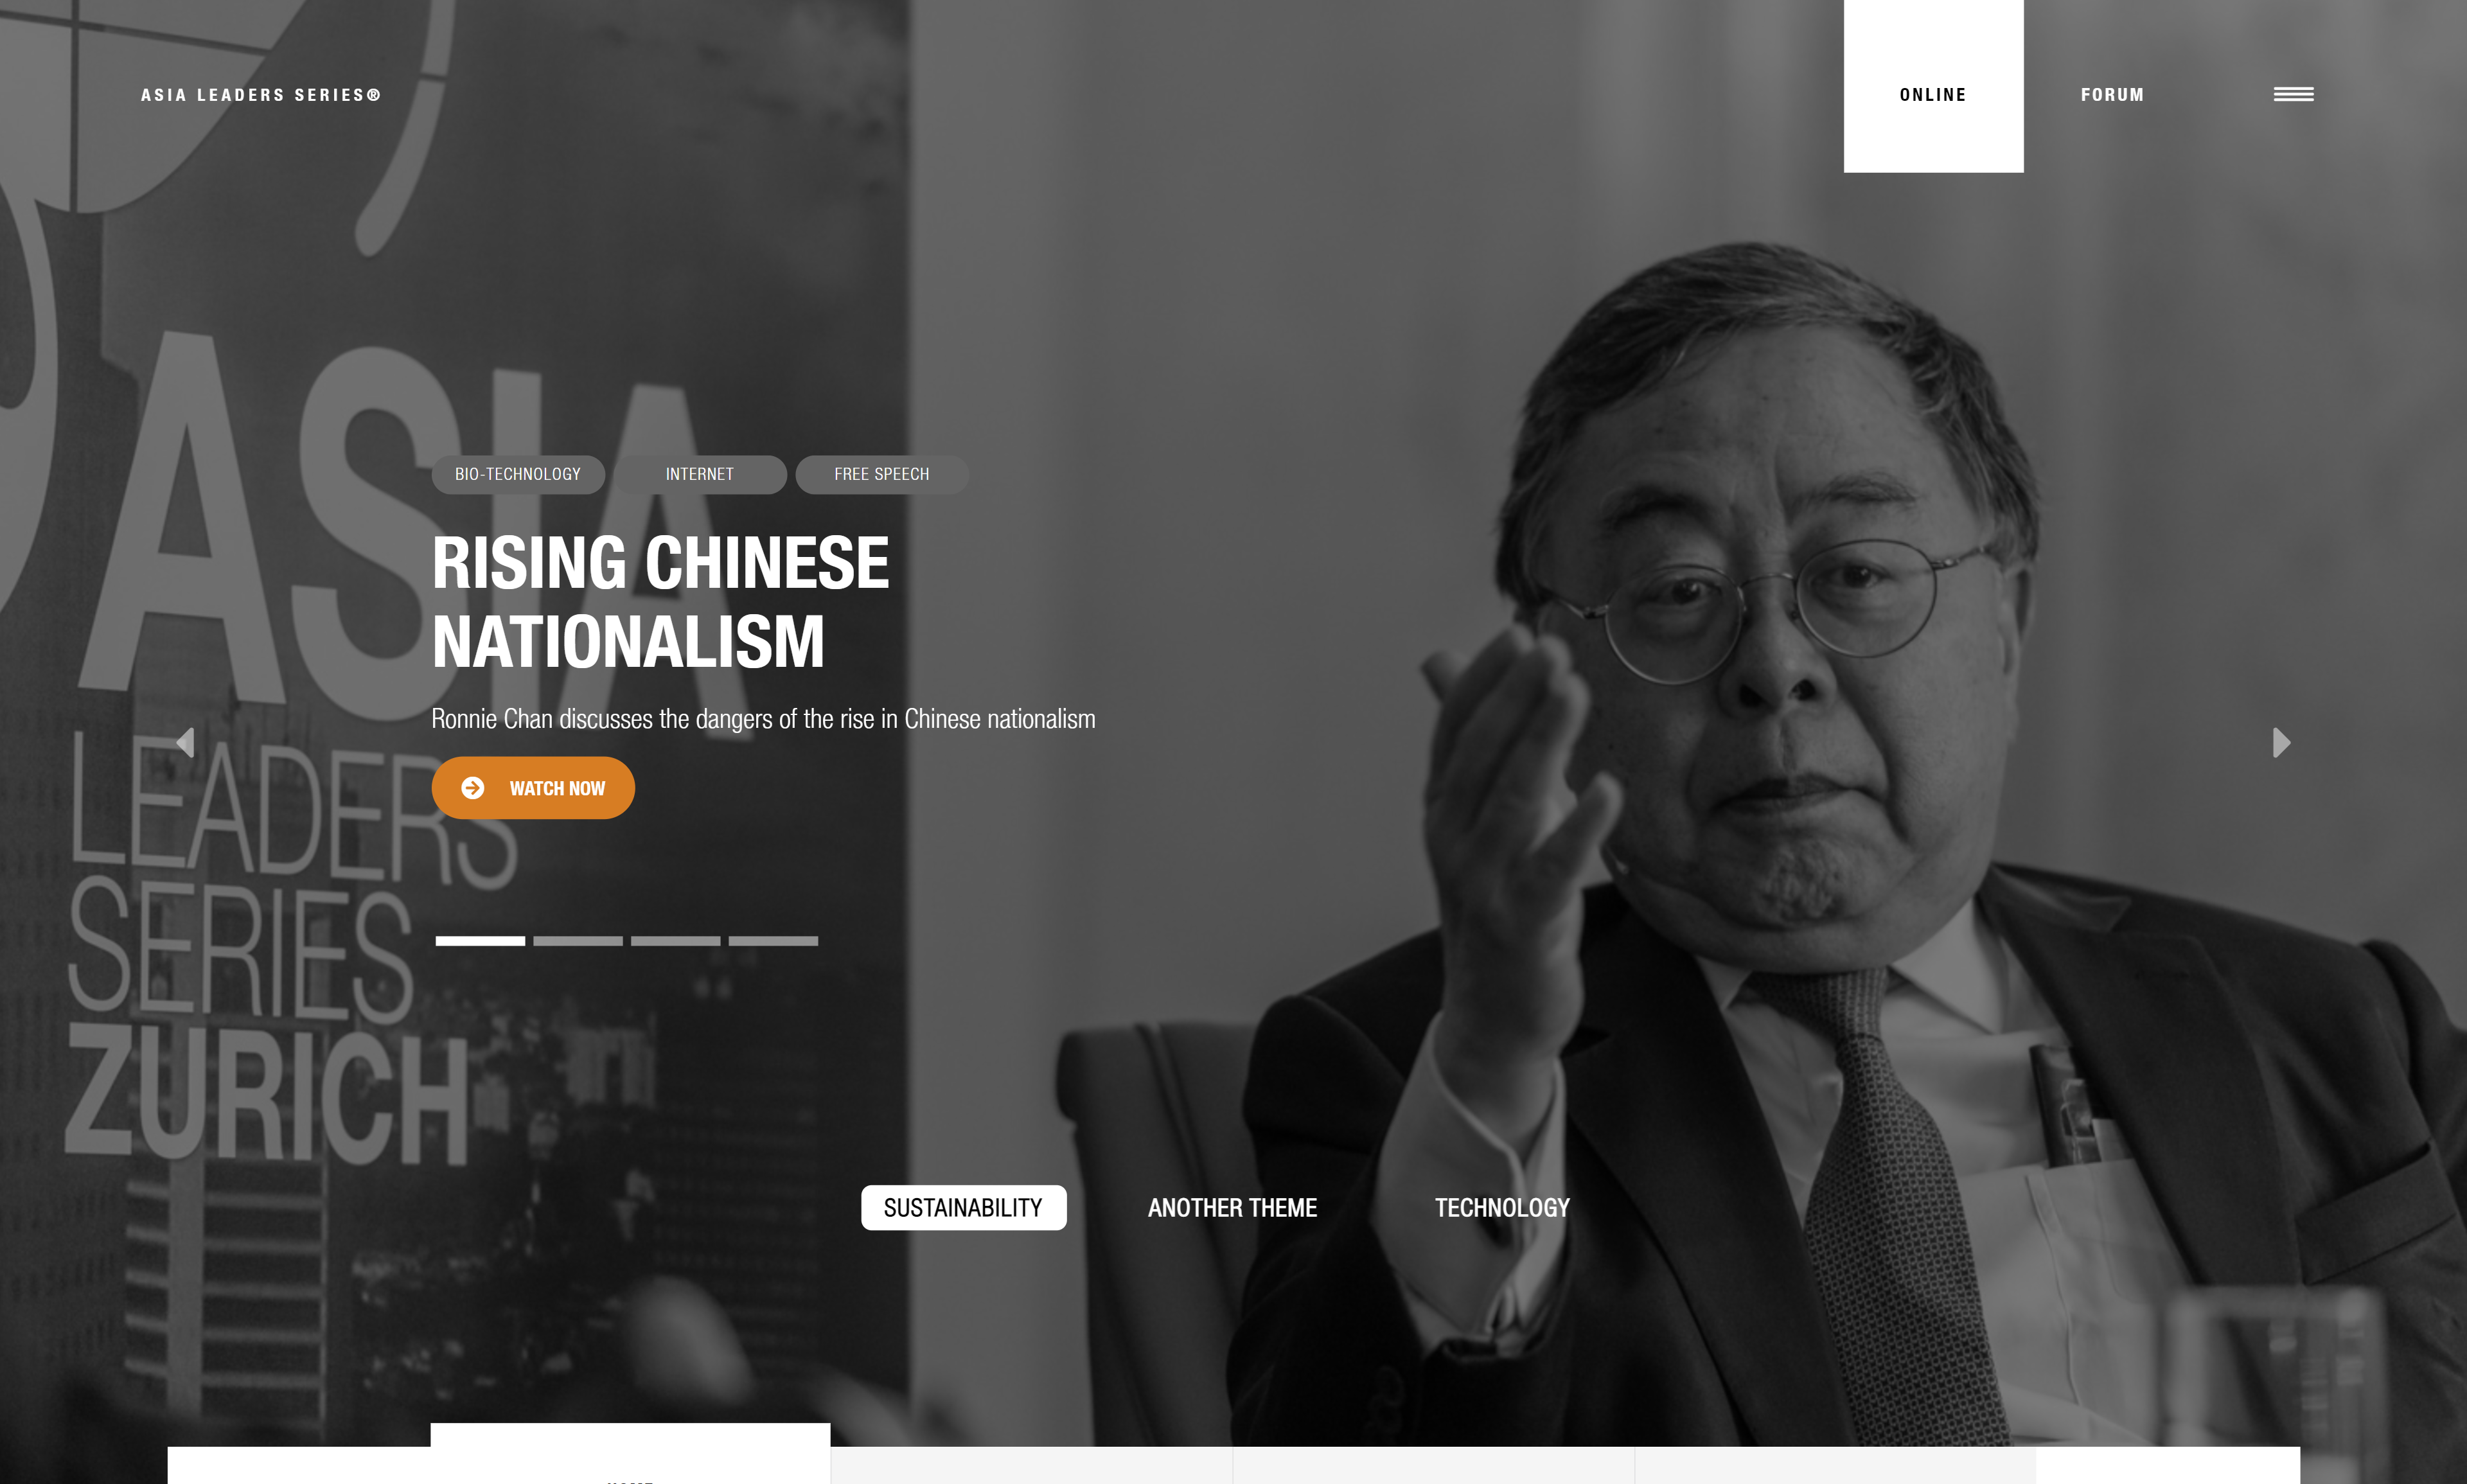 ASIA LEADERS SERIES®
ONLINE
FORUM
ASIA
LEADERS
SERIES
ZURICH
BIO-TECHNOLOGY
INTERNET
FREE SPEECH
RISING CHINESE
NATIONALISM
Ronnie Chan discusses the dangers of the rise in Chinese nationalism
WATCH NOW
SUSTAINABILITY
ANOTHER THEME
TECHNOLOGY